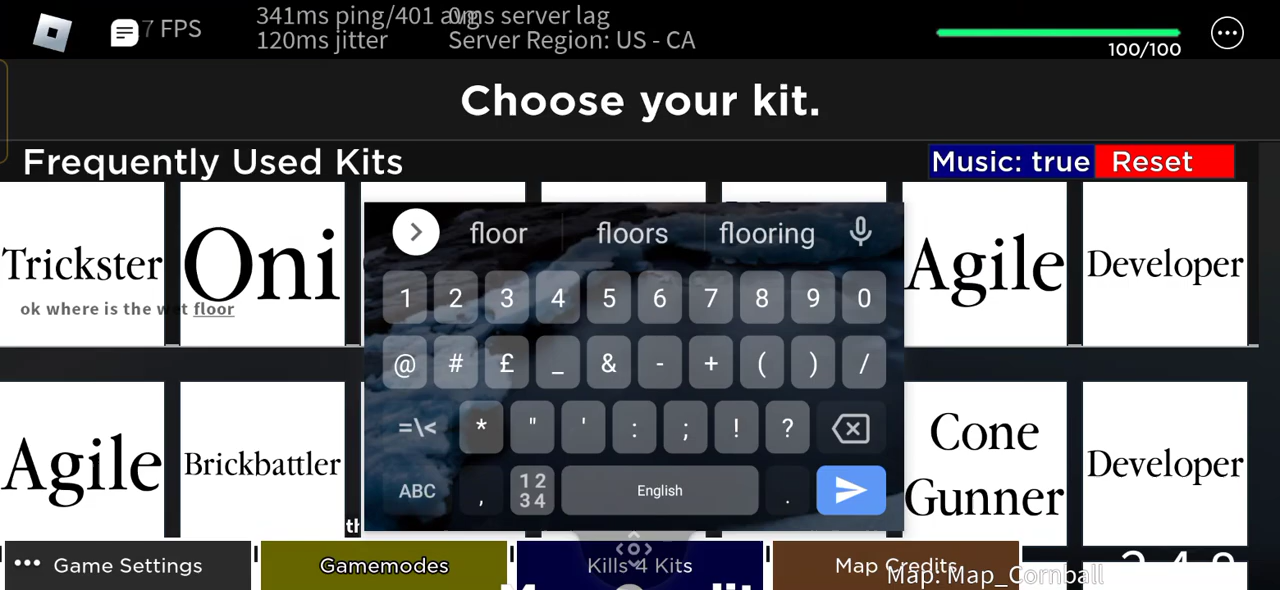 7 FPS
341ms ping/401 avg
0ms server lag
120ms jitter
Server Region: US - CA
100/100
Choose your kit.
Frequently Used Kits
Music: true
Reset
Trickster
Oni
Agile
Developer
ok where is the wet floor
floor
floors
flooring
1 2 3 4 5 6 7 8 9 0
@ # £ _ & - + ( ) /
=\< * " ' : ; ! ?
ABC , 12 34 English .
Agile
Brickbattler
Cone
Gunner
Developer
Game Settings
Gamemodes
Kills 4 Kits
Map Credits
Map: Map_Cornball